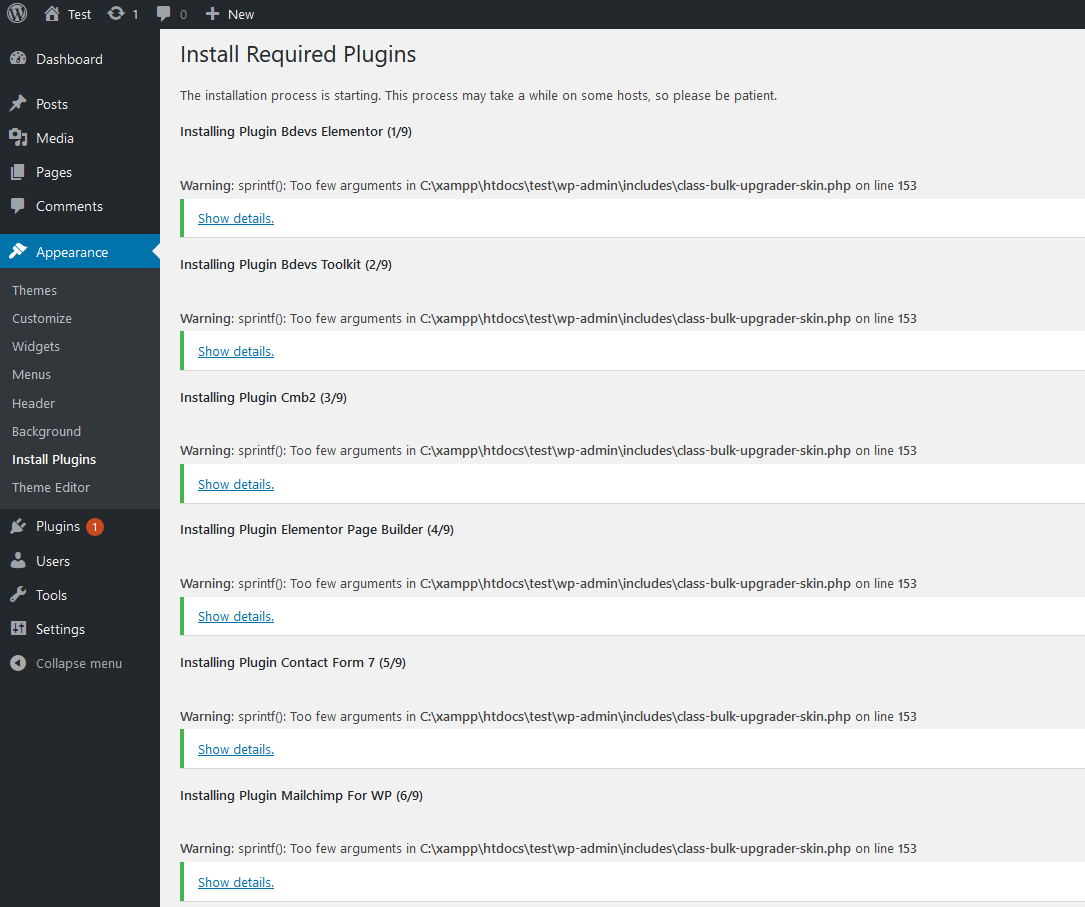 Test 1 0 New
Dashboard
Posts
Media
Pages
Comments
Appearance
Themes
Customize
Widgets
Menus
Header
Background
Install Plugins
Theme Editor
Plugins 1
Users
Tools
Settings
Collapse menu
Install Required Plugins
The installation process is starting. This process may take a while on some hosts, so please be patient.
Installing Plugin Bdevs Elementor (1/9)
Warning: sprintf(): Too few arguments in C:\xampp\htdocs\test\wp-admin\includes\class-bulk-upgrader-skin.php on line 153
Show details.
Installing Plugin Bdevs Toolkit (2/9)
Warning: sprintf(): Too few arguments in C:\xampp\htdocs\test\wp-admin\includes\class-bulk-upgrader-skin.php on line 153
Show details.
Installing Plugin Cmb2 (3/9)
Warning: sprintf(): Too few arguments in C:\xampp\htdocs\test\wp-admin\includes\class-bulk-upgrader-skin.php on line 153
Show details.
Installing Plugin Elementor Page Builder (4/9)
Warning: sprintf(): Too few arguments in C:\xampp\htdocs\test\wp-admin\includes\class-bulk-upgrader-skin.php on line 153
Show details.
Installing Plugin Contact Form 7 (5/9)
Warning: sprintf(): Too few arguments in C:\xampp\htdocs\test\wp-admin\includes\class-bulk-upgrader-skin.php on line 153
Show details.
Installing Plugin Mailchimp For WP (6/9)
Warning: sprintf(): Too few arguments in C:\xampp\htdocs\test\wp-admin\includes\class-bulk-upgrader-skin.php on line 153
Show details.